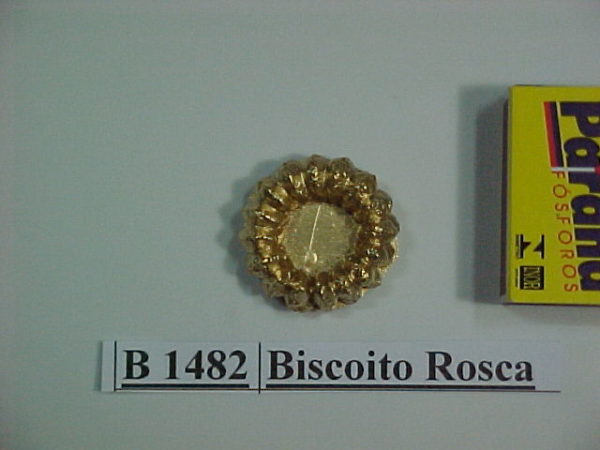 Paraná
FÓSFOROS
B 1482 Biscoito Rosca